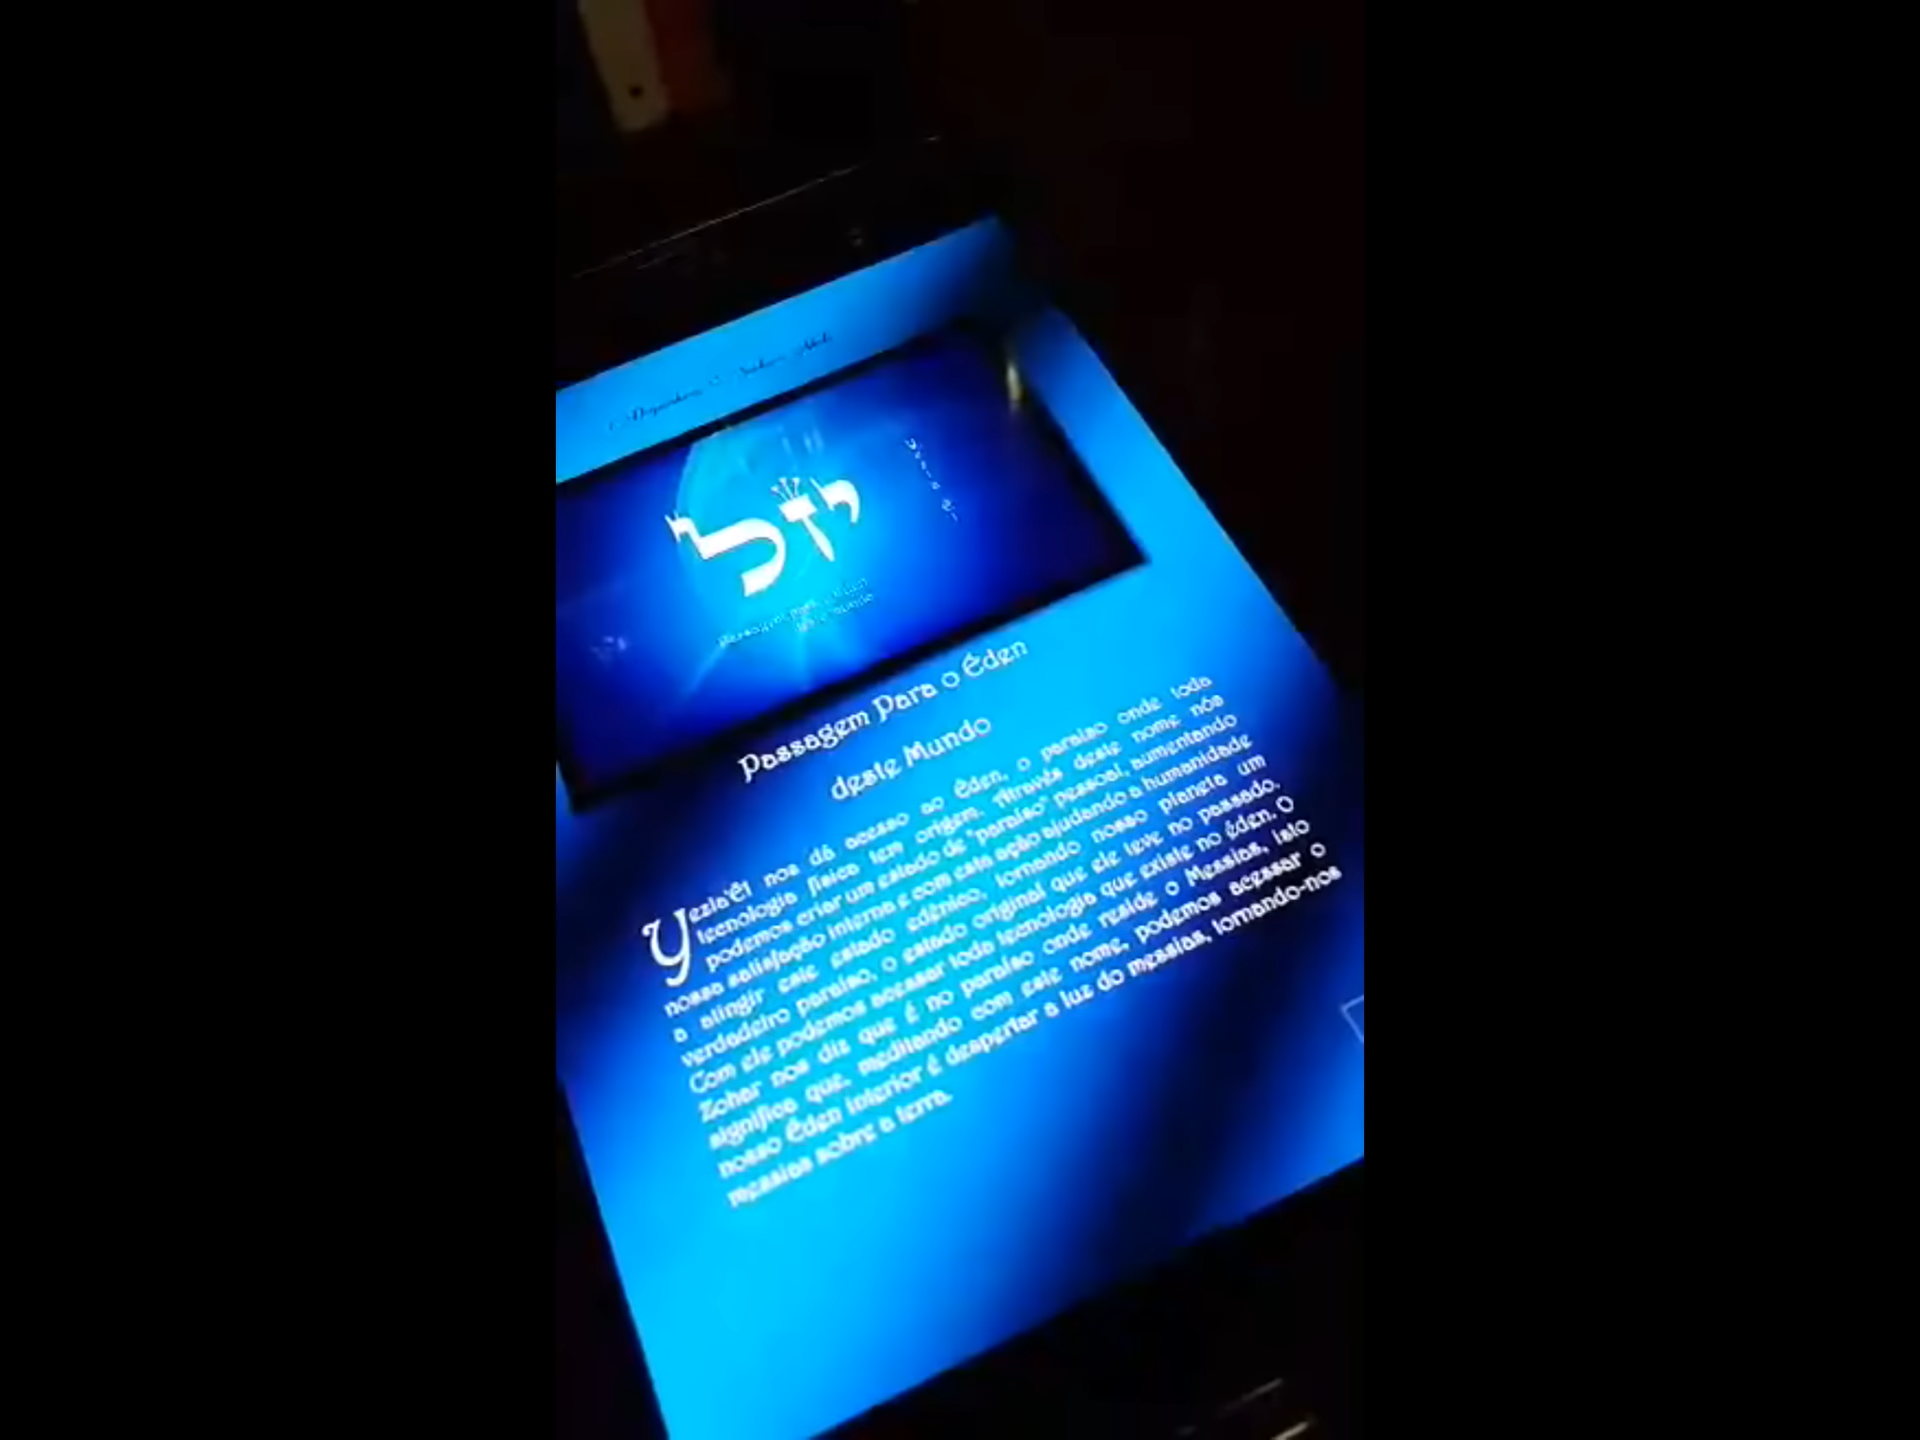 יזל
Passagem Para o Éden
deste Mundo
Yezla'Êl nos dá acesso ao Éden, o paraíso onde toda
tecnologia física tem origem. Através deste nome nós
podemos criar um estado de "paraíso" pessoal, aumentando
nossa satisfação interna e com esta ação ajudando a humanidade
a atingir este estado edênico, tornando nosso planeta um
verdadeiro paraíso, o estado original que ele teve no passado.
Com ele podemos acessar toda tecnologia que existe no éden. O
Zohar nos diz que é no paraíso onde reside o Messias, isto
significa que, meditando com este nome, podemos acessar o
nosso Éden interior é despertar a luz do messias, tornando-nos
messias sobre a terra.